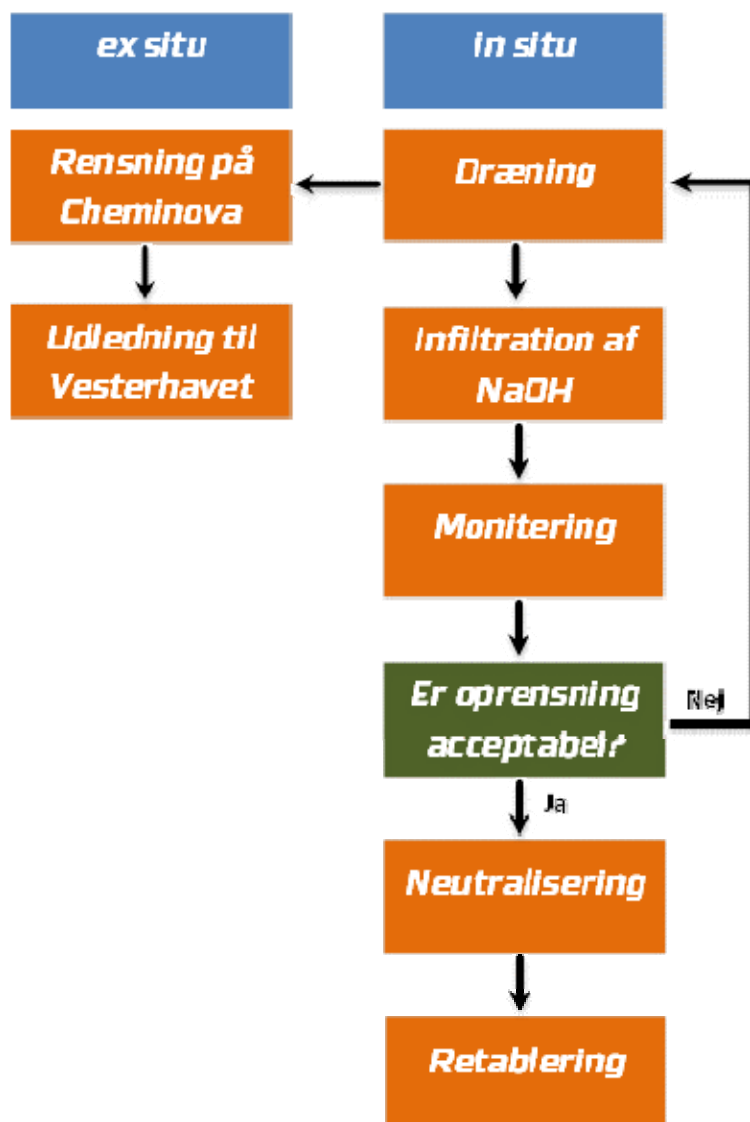 ex situ
in situ
Rensning på
Cheminova
Dræning
Udledning til
Vesterhavet
Infiltration af
NaOH
Monitering
Er oprensning
acceptabel?
Nej
Ja
Neutralisering
Retablering